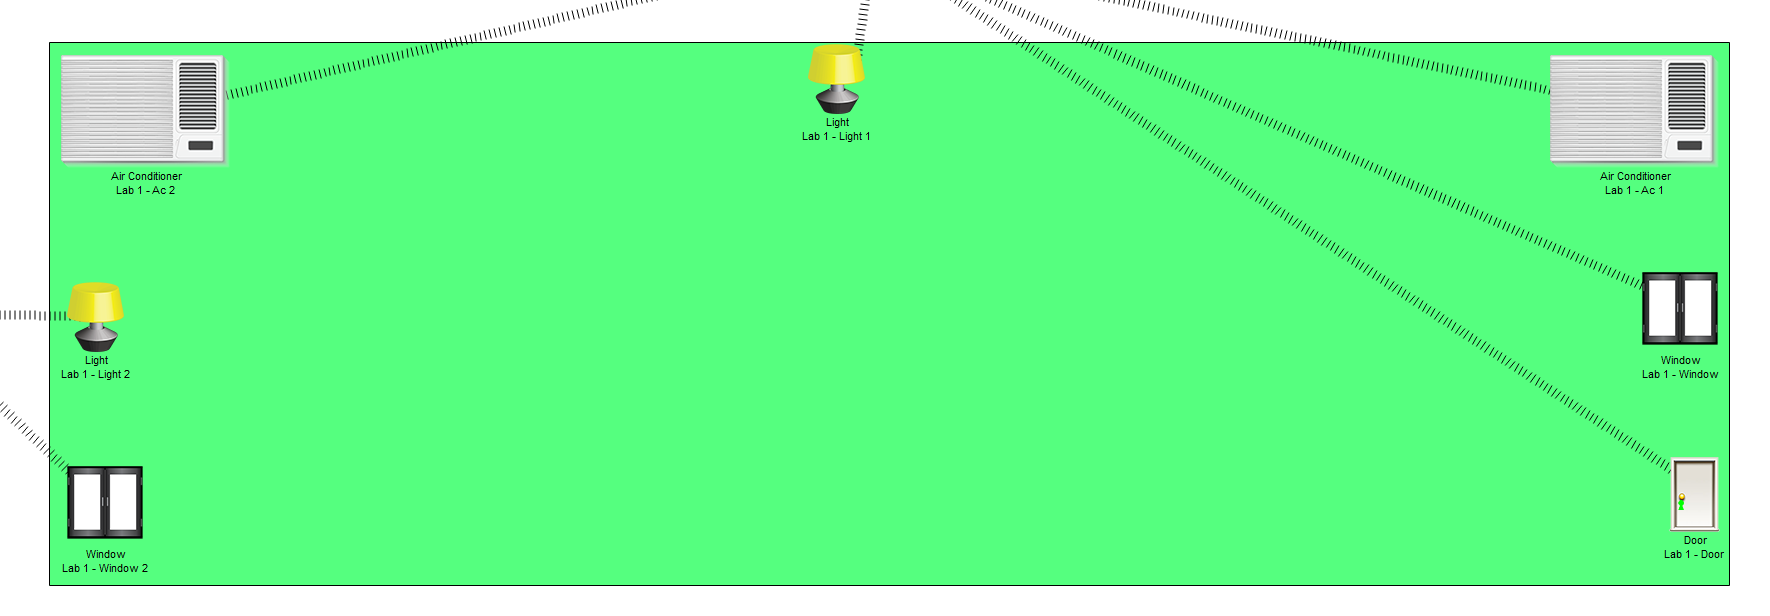 Light
Lab 1 - Light 1
Air Conditioner
Lab 1 - Ac 2
Air Conditioner
Lab 1 - Ac 1
Light
Lab 1 - Light 2
Window
Lab 1 - Window
Window
Lab 1 - Window 2
Door
Lab 1 - Door